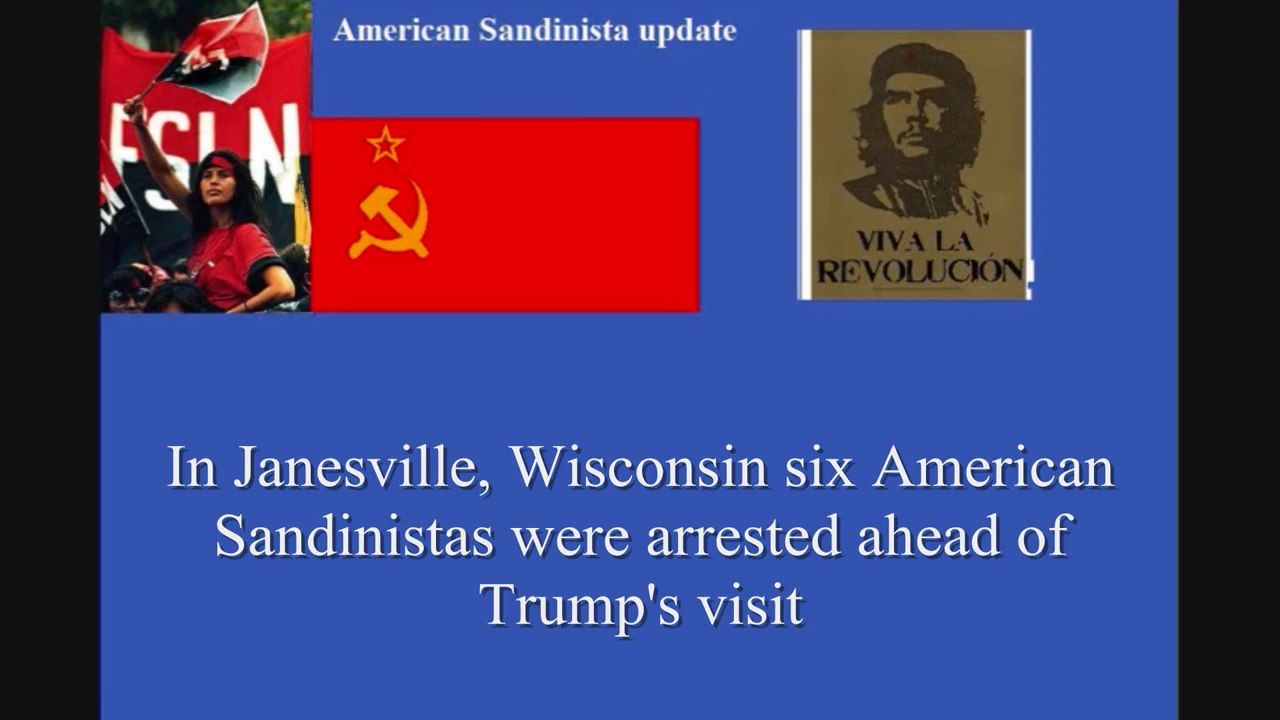 American Sandinista update
FSLN
VIVA LA
REVOLUCIÓN
In Janesville, Wisconsin six American
Sandinistas were arrested ahead of
Trump's visit